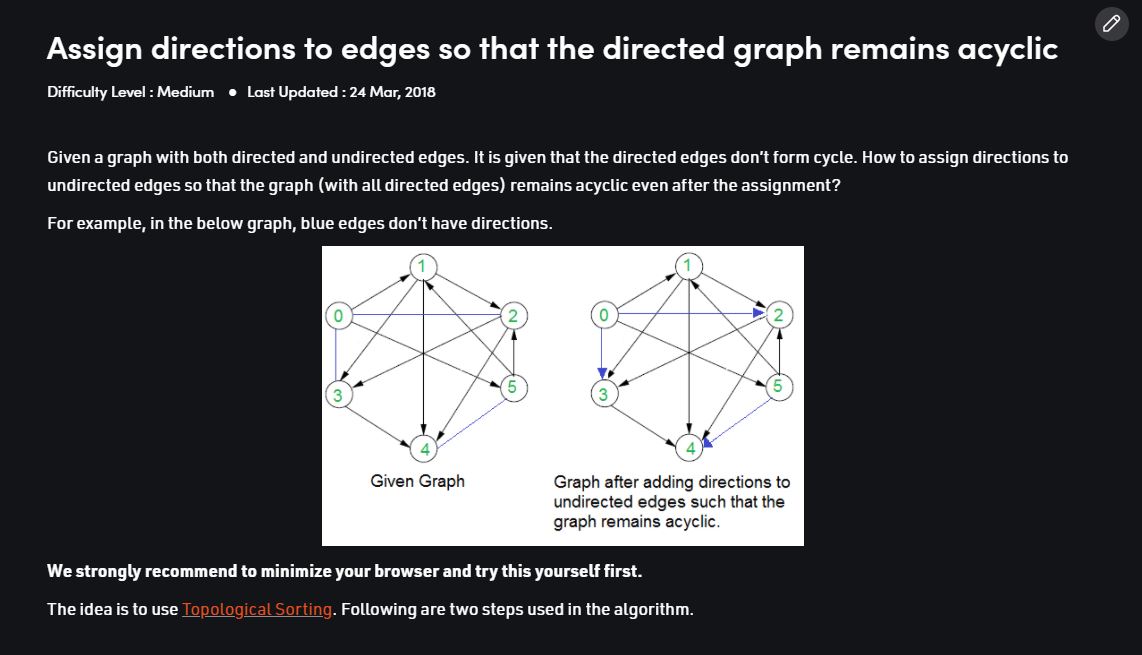 Assign directions to edges so that the directed graph remains acyclic
Difficulty Level : Medium ● Last Updated : 24 Mar, 2018
Given a graph with both directed and undirected edges. It is given that the directed edges don't form cycle. How to assign directions to
undirected edges so that the graph (with all directed edges) remains acyclic even after the assignment?
For example, in the below graph, blue edges don't have directions.
1
0
2
3
5
4
Given Graph
1
0
2
3
5
4
Graph after adding directions to
undirected edges such that the
graph remains acyclic.
We strongly recommend to minimize your browser and try this yourself first.
The idea is to use Topological Sorting. Following are two steps used in the algorithm.